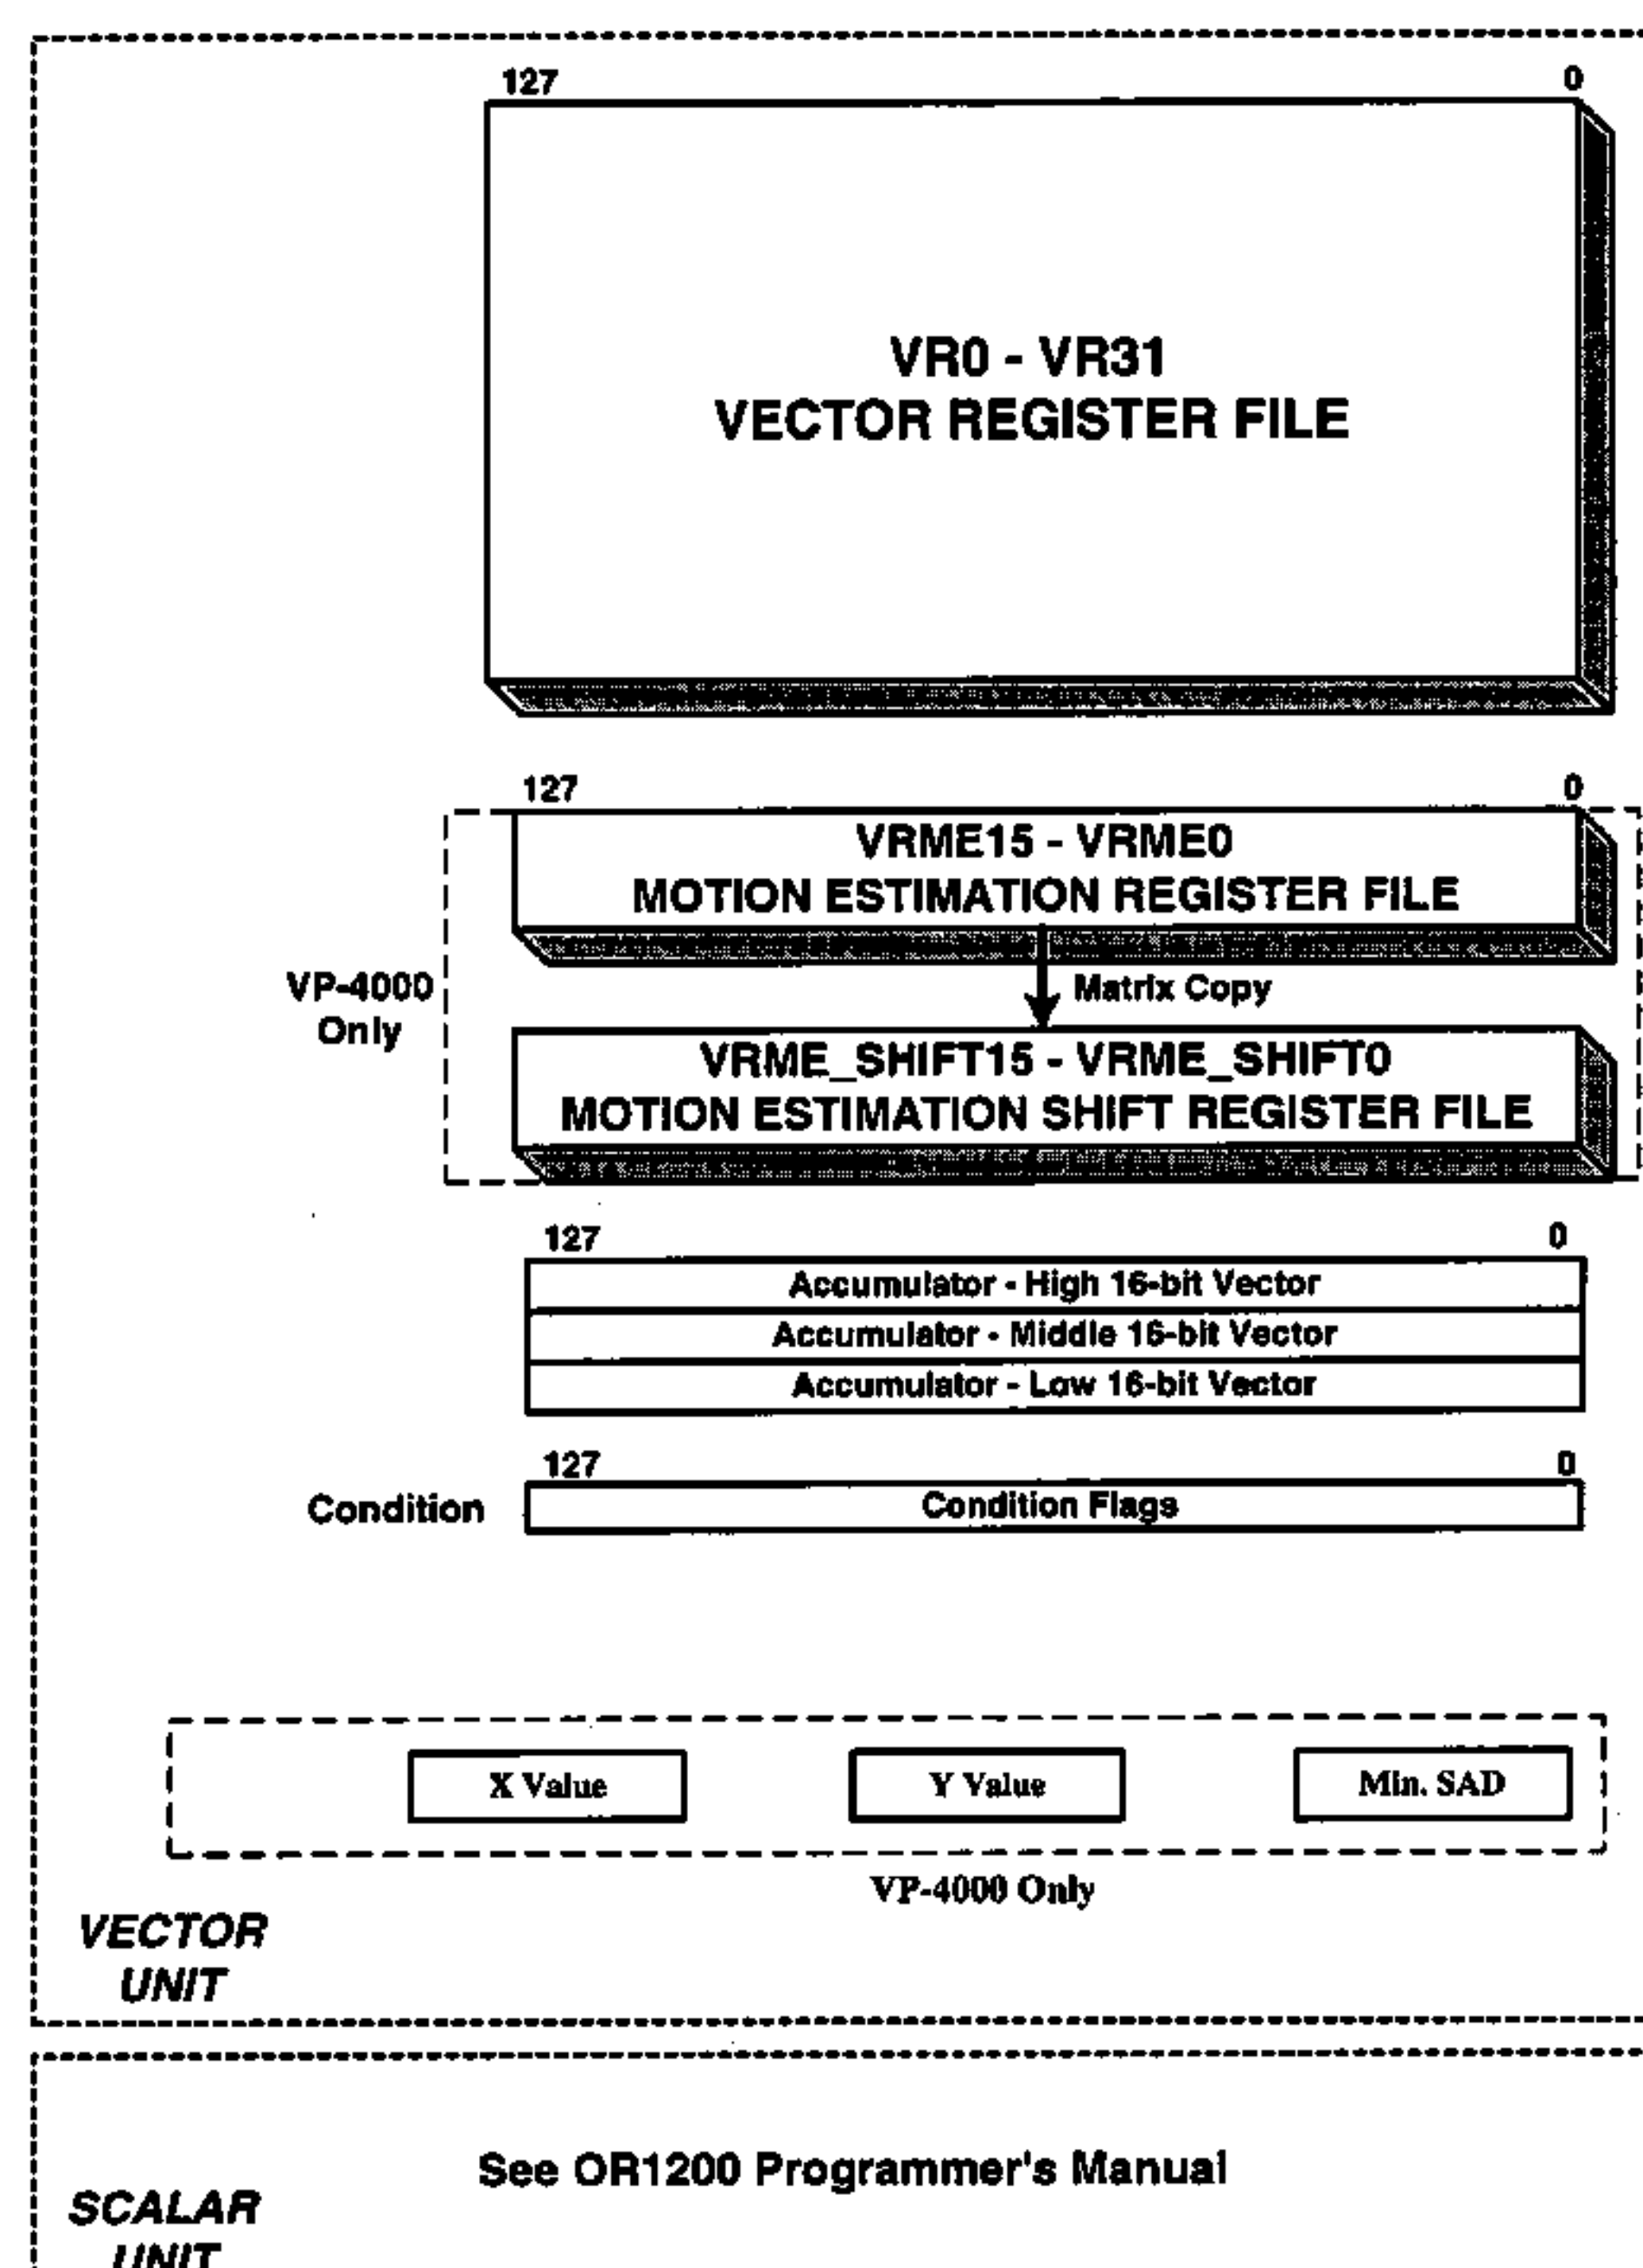 127 0
VR0 - VR31
VECTOR REGISTER FILE
127 0
VRME15 - VRME0
MOTION ESTIMATION REGISTER FILE
VP-4000
Only
Matrix Copy
VRME_SHIFT15 - VRME_SHIFT0
MOTION ESTIMATION SHIFT REGISTER FILE
127 0
Accumulator - High 16-bit Vector
Accumulator - Middle 16-bit Vector
Accumulator - Low 16-bit Vector
127 0
Condition Condition Flags
X Value Y Value Min. SAD
VP-4000 Only
VECTOR
UNIT
See OR1200 Programmer's Manual
SCALAR
UNIT